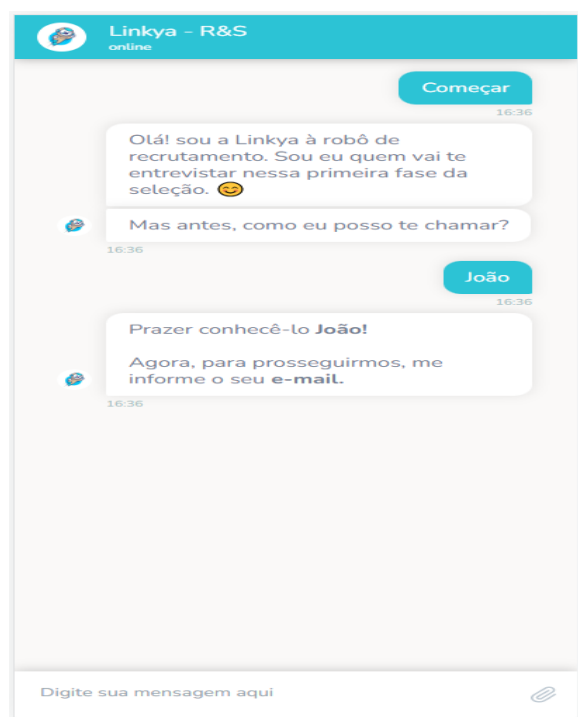 Linkya - R&S
online
Começar
16:36
Olá! sou a Linkya à robô de
recrutamento. Sou eu quem vai te
entrevistar nessa primeira fase da
seleção. 😊
Mas antes, como eu posso te chamar?
16:36
João
16:36
Prazer conhecê-lo João!
Agora, para prosseguirmos, me
informe o seu e-mail.
16:36
Digite sua mensagem aqui